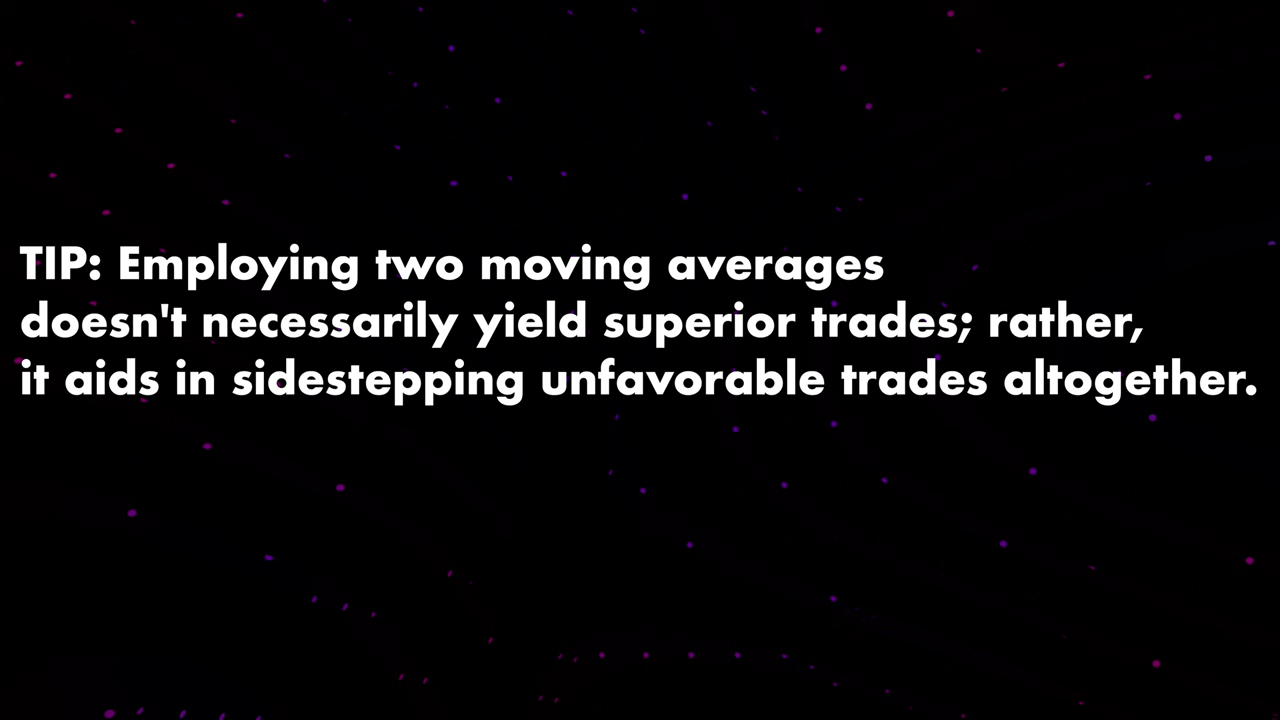 TIP: Employing two moving averages
doesn't necessarily yield superior trades; rather,
it aids in sidestepping unfavorable trades altogether.